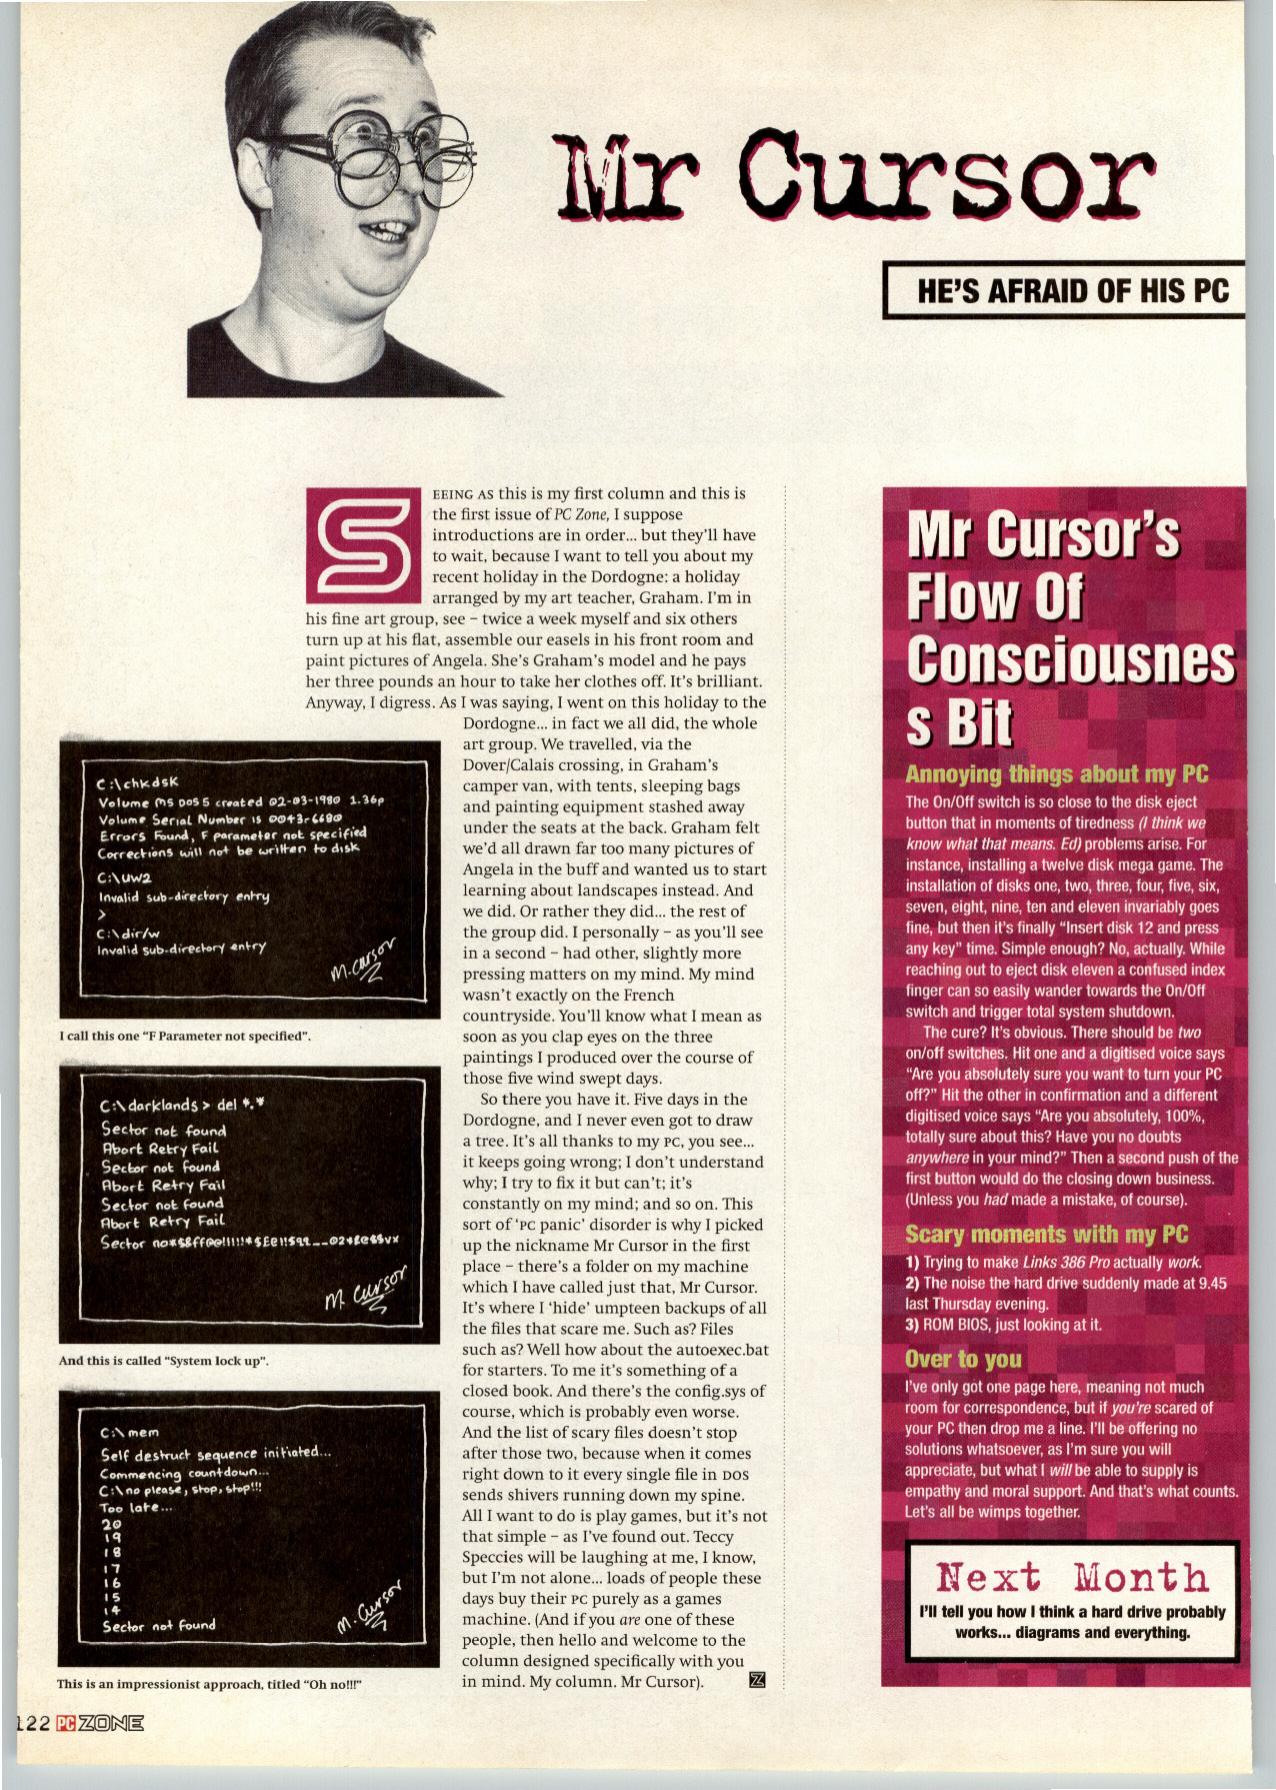 Mr Cursor
HE'S AFRAID OF HIS PC
SEEING AS this is my first column and this is
the first issue of PC Zone, I suppose
introductions are in order... but they'll have
to wait, because I want to tell you about my
recent holiday in the Dordogne: a holiday
arranged by my art teacher, Graham. I'm in
his fine art group, see – twice a week myself and six others
turn up at his flat, assemble our easels in his front room and
paint pictures of Angela. She's Graham's model and he pays
her three pounds an hour to take her clothes off. It's brilliant.
Anyway, I digress. As I was saying, I went on this holiday to the
Dordogne... in fact we all did, the whole
art group. We travelled, via the
Dover/Calais crossing, in Graham's
camper van, with tents, sleeping bags
and painting equipment stashed away
under the seats at the back. Graham felt
we'd all drawn far too many pictures of
Angela in the buff and wanted us to start
learning about landscapes instead. And
we did. Or rather they did... the rest of
the group did. I personally – as you'll see
in a second – had other, slightly more
pressing matters on my mind. My mind
wasn't exactly on the French
countryside. You'll know what I mean as
soon as you clap eyes on the three
paintings I produced over the course of
those five wind swept days.
So there you have it. Five days in the
Dordogne, and I never even got to draw
a tree. It's all thanks to my PC, you see...
it keeps going wrong; I don't understand
why; I try to fix it but can't; it's
constantly on my mind; and so on. This
sort of 'PC panic' disorder is why I picked
up the nickname Mr Cursor in the first
place – there's a folder on my machine
which I have called just that, Mr Cursor.
It's where I 'hide' umpteen backups of all
the files that scare me. Such as? Files
such as? Well how about the autoexec.bat
for starters. To me it's something of a
closed book. And there's the config.sys of
course, which is probably even worse.
And the list of scary files doesn't stop
after those two, because when it comes
right down to it every single file in DOS
sends shivers running down my spine.
All I want to do is play games, but it's not
that simple – as I've found out. Teccy
Speccies will be laughing at me, I know,
but I'm not alone... loads of people these
days buy their PC purely as a games
machine. (And if you are one of these
people, then hello and welcome to the
column designed specifically with you
in mind. My column. Mr Cursor). Z
C:\chkdsk
Volume MS DOS 5 created 02-03-1980 1.36p
Volume Serial Number is 0043-6680
Errors Found, F parameter not specified
Corrections will not be written to disk
C:\uw2
Invalid sub-directory entry
>
C:\dir/w
Invalid sub-directory entry
M. Cursor
I call this one "F Parameter not specified".
C:\darklands > del *.*
Sector not found
Abort Retry Fail
Sector not found
Abort Retry Fail
Sector not found
Abort Retry Fail
M. Cursor
And this is called "System lock up".
C:\mem
Self destruct sequence initiated...
Commencing countdown...
C:\no please, stop, stop!!!
Too late...
20
19
18
17
16
15
14
Sector not found
M. Cursor
This is an impressionist approach, titled "Oh no!!!"
Mr Cursor's
Flow Of
Consciousnes
s Bit
Annoying things about my PC
The On/Off switch is so close to the disk eject
button that in moments of tiredness (I think we
know what that means. Ed) problems arise. For
instance, installing a twelve disk mega game. The
installation of disks one, two, three, four, five, six,
seven, eight, nine, ten and eleven invariably goes
fine, but then it's finally "Insert disk 12 and press
any key" time. Simple enough? No, actually. While
reaching out to eject disk eleven a confused index
finger can so easily wander towards the On/Off
switch and trigger total system shutdown.
The cure? It's obvious. There should be two
on/off switches. Hit one and a digitised voice says
"Are you absolutely sure you want to turn your PC
off?" Hit the other in confirmation and a different
digitised voice says "Are you absolutely, 100%,
totally sure about this? Have you no doubts
anywhere in your mind?" Then a second push of the
first button would do the closing down business.
(Unless you had made a mistake, of course).
Scary moments with my PC
1) Trying to make Links 386 Pro actually work.
2) The noise the hard drive suddenly made at 9.45
last Thursday evening.
3) ROM BIOS, just looking at it.
Over to you
I've only got one page here, meaning not much
room for correspondence, but if you're scared of
your PC then drop me a line. I'll be offering no
solutions whatsoever, as I'm sure you will
appreciate, but what I will be able to supply is
empathy and moral support. And that's what counts.
Let's all be wimps together.
Next Month
I'll tell you how I think a hard drive probably
works... diagrams and everything.
122 PC ZONE